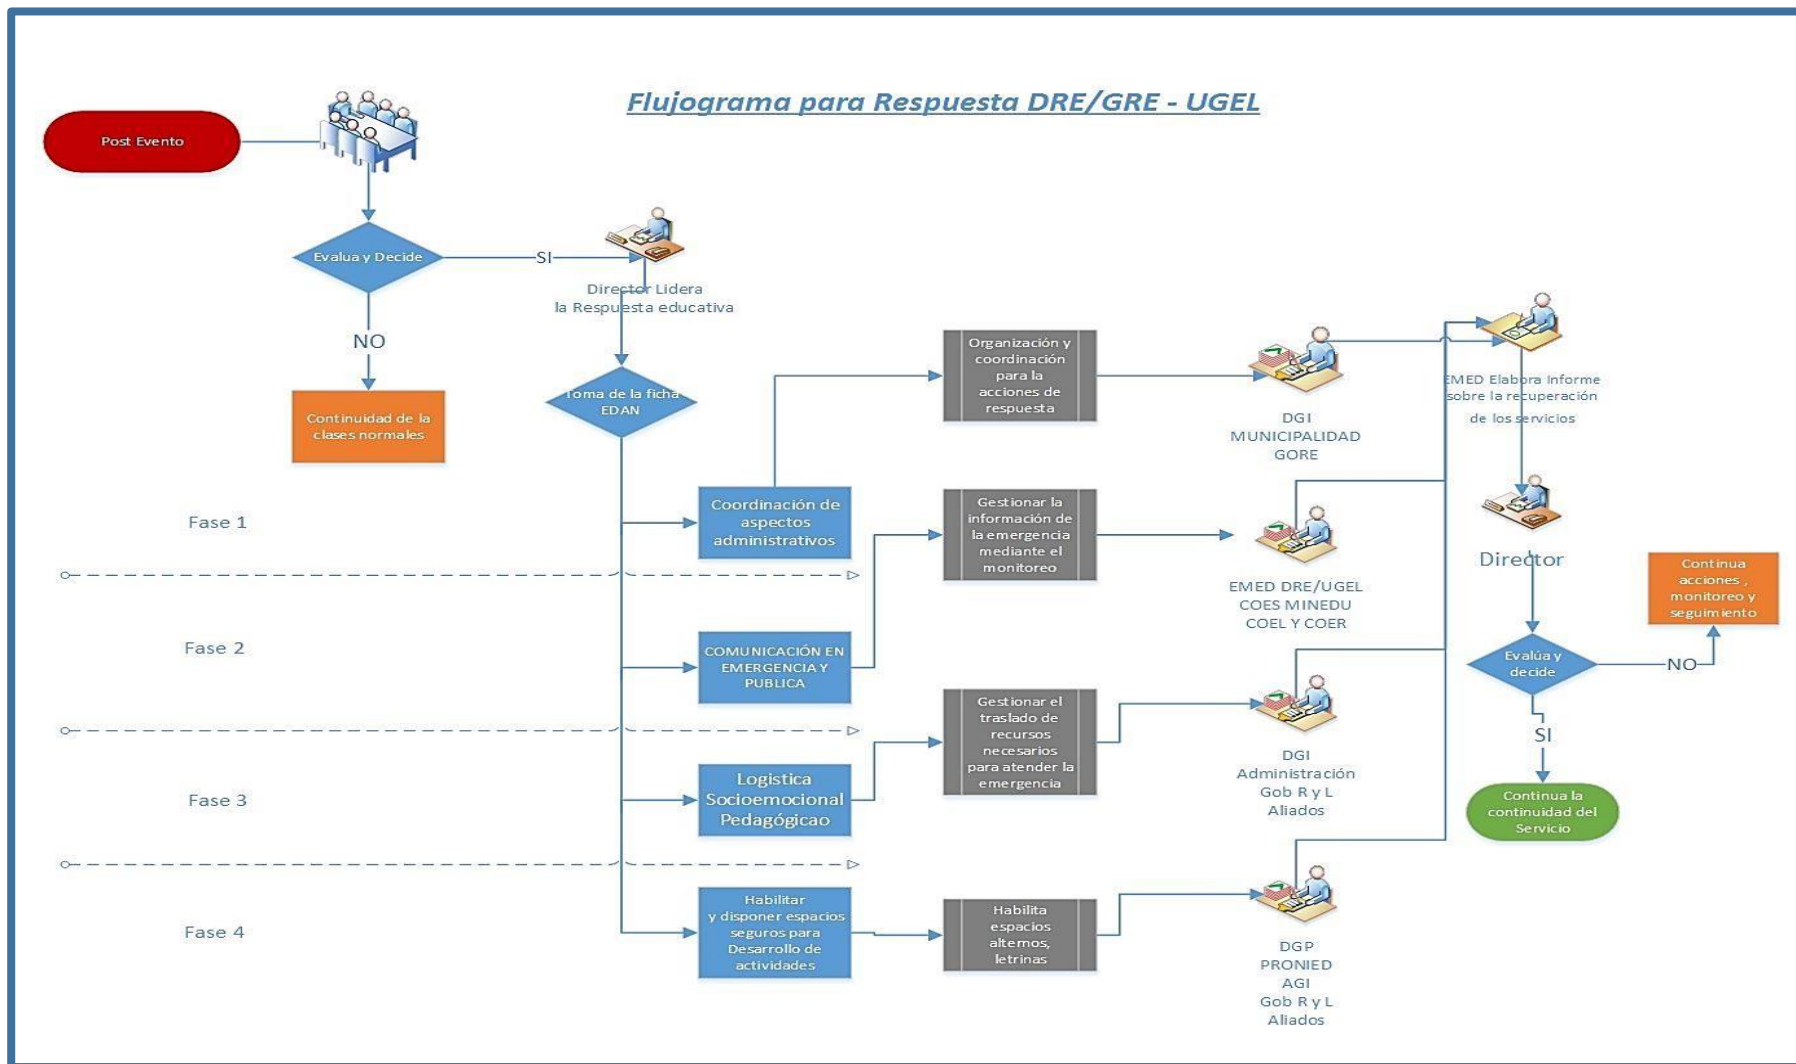 Flujograma para Respuesta DRE/GRE - UGEL
Post Evento
Evalua y Decide
SI
NO
Continuidad de la
clases normales
Director Lidera
la Respuesta educativa
Toma de la ficha
EDAN
Fase 1
Coordinación de
aspectos
administrativos
Organización y
coordinación
para la
acciones de
respuesta
DGI
MUNICIPALIDAD
GORE
Fase 2
COMUNICACIÓN EN
EMERGENCIA Y
PUBLICA
Gestionar la
información de
la emergencia
mediante el
monitoreo
EMED DRE/UGEL
COES MINEDU
COEL Y COER
Fase 3
Logistica
Socioemocional
Pedagógicao
Gestionar el
traslado de
recursos
necesarios
para atender la
emergencia
DGI
Administración
Gob R y L
Aliados
Fase 4
Habilitar
y disponer espacios
seguros para
Desarrollo de
actividades
Habilita
espacios
alternos,
letrinas
DGP
PRONIED
AGI
Gob R y L
Aliados
EMED Elabora Informe
sobre la recuperación
de los servicios
Director
Evalúa y
decide
NO
Continua
acciones ,
monitoreo y
seguimiento
SI
Continua la
continuidad del
Servicio